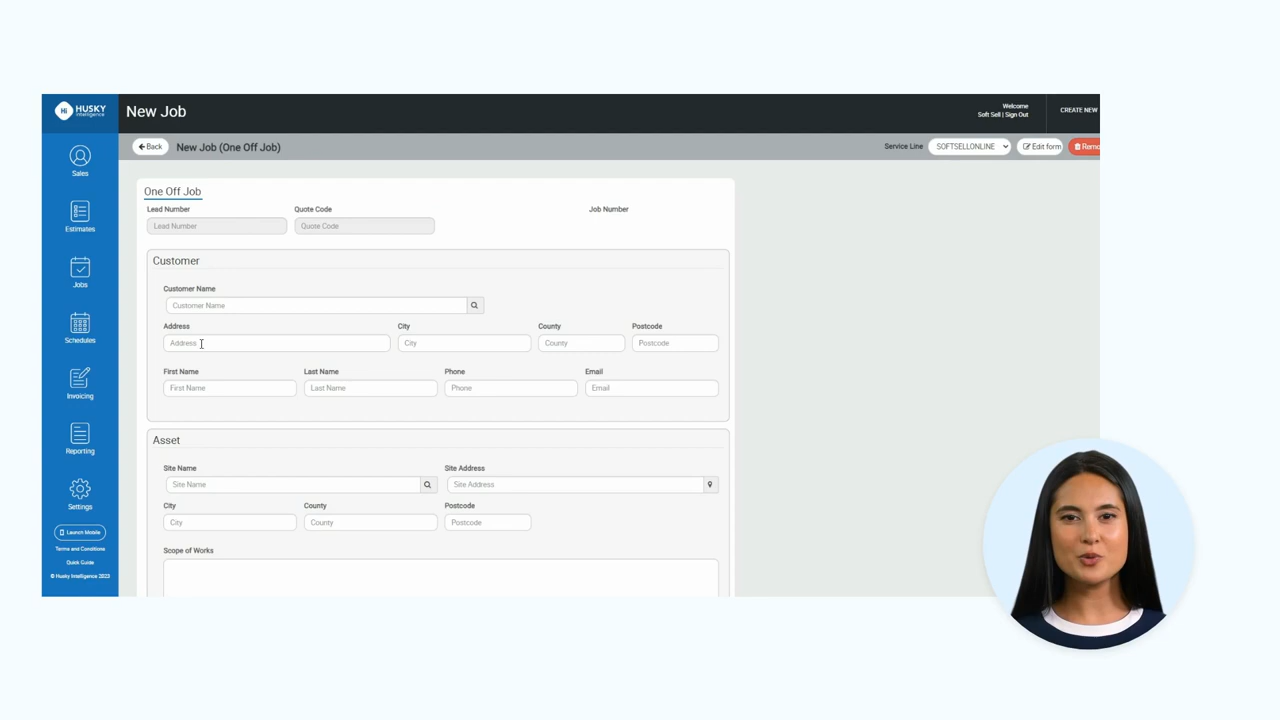 Hi HUSKY
Intelligence
New Job
Welcome
Soft Sell | Sign Out
CREATE NEW
Back
New Job (One Off Job)
Service Line
SOFTSELLONLINE
Edit form
Remo
Sales
Estimates
Jobs
Schedules
Invoicing
Reporting
Settings
Launch Mobile
Terms and Conditions
Quick Guide
© Husky Intelligence 2023
One Off Job
Lead Number Quote Code Job Number
Lead Number Quote Code
Customer
Customer Name
Customer Name
Address City County Postcode
Address City County Postcode
First Name Last Name Phone Email
First Name Last Name Phone Email
Asset
Site Name Site Address
Site Name Site Address
City County Postcode
City County Postcode
Scope of Works